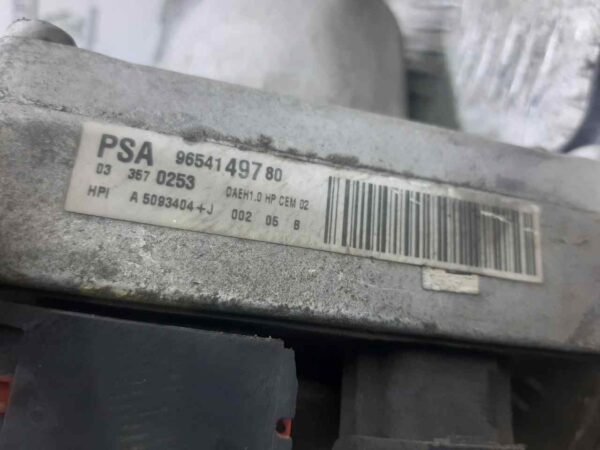 PSA 9654149780
03 357 0253 DAEH1.0 HP CEM 02
HPI A 5093404+J 002 05 B